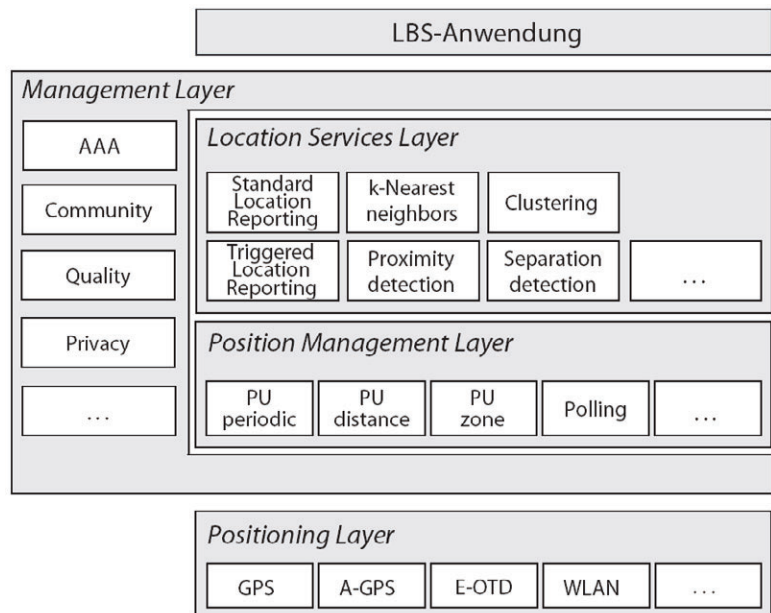 LBS-Anwendung
Management Layer
AAA
Community
Quality
Privacy
...
Location Services Layer
Standard
Location
Reporting
k-Nearest
neighbors
Clustering
Triggered
Location
Reporting
Proximity
detection
Separation
detection
...
Position Management Layer
PU
periodic
PU
distance
PU
zone
Polling
...
Positioning Layer
GPS
A-GPS
E-OTD
WLAN
...